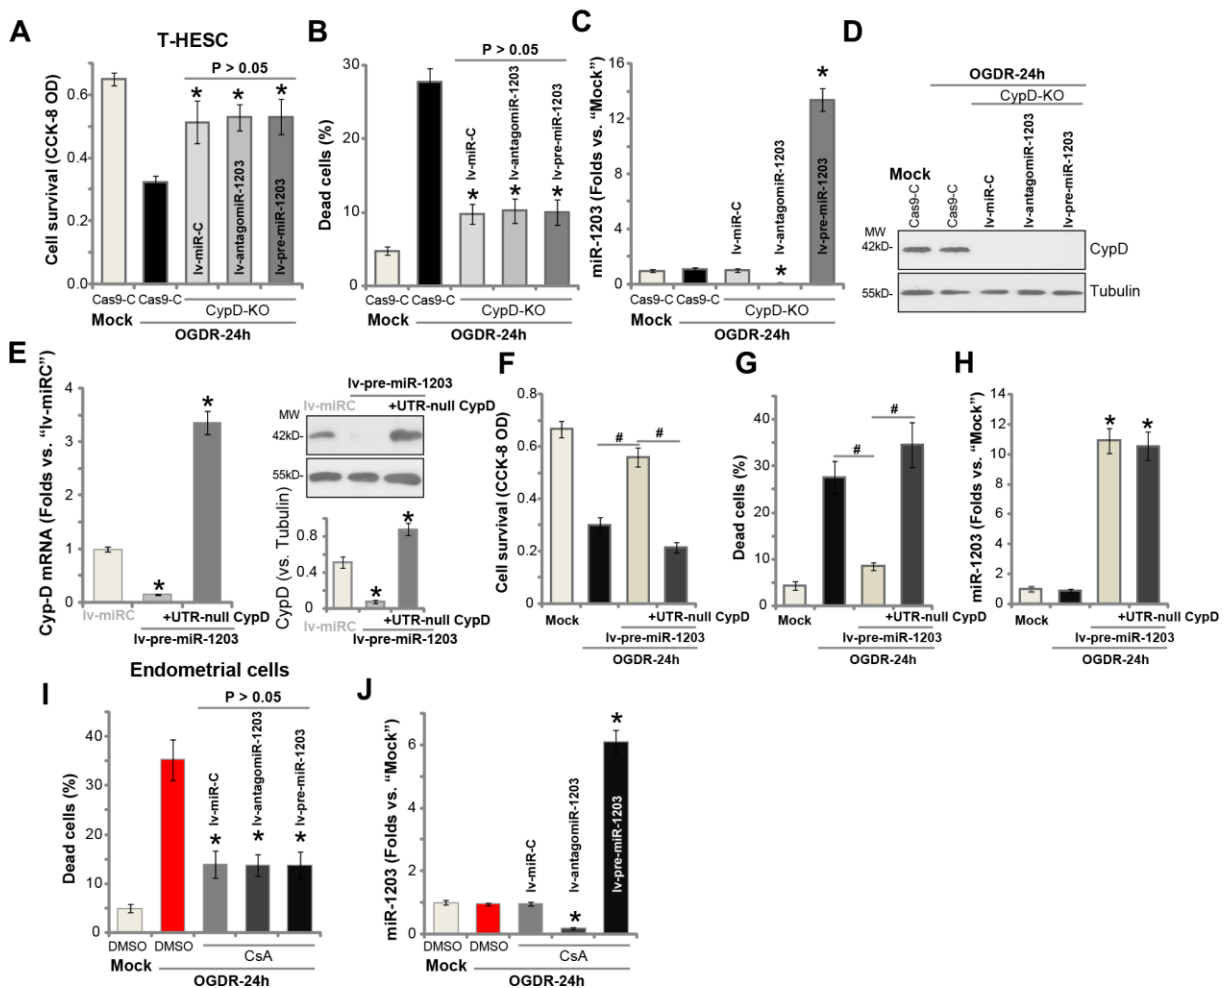 A
T-HESC
P > 0.05
Cell survival (CCK-8 OD)
0.6
0.4
0.2
0.0
*
*
*
lv-miR-C
lv-antagomiR-1203
lv-pre-miR-1203
Cas9-C
Cas9-C
CypD-KO
Mock
OGDR-24h
B
P > 0.05
Dead cells (%)
30
20
10
0
lv-miR-C
lv-antagomiR-1203
lv-pre-miR-1203
*
*
*
Cas9-C
Cas9-C
CypD-KO
Mock
OGDR-24h
C
miR-1203 (Folds vs. “Mock”)
16
12
8
4
0
*
lv-miR-C
lv-antagomiR-1203
lv-pre-miR-1203
*
Cas9-C
Cas9-C
CypD-KO
Mock
OGDR-24h
D
OGDR-24h
CypD-KO
Mock
Cas9-C
Cas9-C
lv-miR-C
lv-antagomiR-1203
lv-pre-miR-1203
MW
42kD-
CypD
55kD-
Tubulin
E
Cyp-D mRNA (Folds vs. “lv-miRC”)
4
3
2
1
0
*
*
lv-miRC
+UTR-null CypD
lv-pre-miR-1203
lv-pre-miR-1203
lv-miRC
+UTR-null CypD
MW
42kD-
55kD-
CypD (vs. Tubulin)
0.8
0.4
0
*
*
lv-miRC
+UTR-null CypD
lv-pre-miR-1203
F
Cell survival (CCK-8 OD)
0.8
0.6
0.4
0.2
0
#
#
Mock
+UTR-null CypD
lv-pre-miR-1203
OGDR-24h
G
Dead cells (%)
40
30
20
10
0
#
#
Mock
+UTR-null CypD
lv-pre-miR-1203
OGDR-24h
H
miR-1203 (Folds vs. “Mock”)
14
12
10
8
6
4
2
0
*
*
Mock
+UTR-null CypD
lv-pre-miR-1203
OGDR-24h
I
Endometrial cells
P > 0.05
Dead cells (%)
40
30
20
10
0
lv-miR-C
lv-antagomiR-1203
lv-pre-miR-1203
*
*
*
DMSO
DMSO
CsA
Mock
OGDR-24h
J
miR-1203 (Folds vs. “Mock”)
6
4
2
0
*
lv-miR-C
lv-antagomiR-1203
lv-pre-miR-1203
*
DMSO
DMSO
CsA
Mock
OGDR-24h